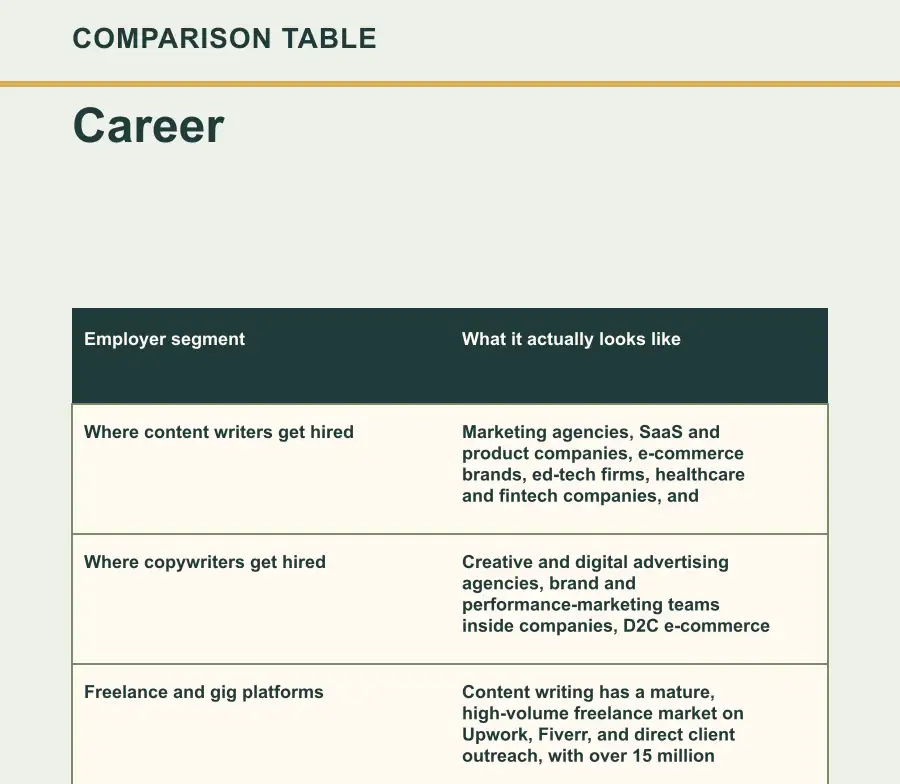 COMPARISON TABLE
Career
Employer segment
What it actually looks like
Where content writers get hired
Marketing agencies, SaaS and
product companies, e-commerce
brands, ed-tech firms, healthcare
and fintech companies, and
Where copywriters get hired
Creative and digital advertising
agencies, brand and
performance-marketing teams
inside companies, D2C e-commerce
Freelance and gig platforms
Content writing has a mature,
high-volume freelance market on
Upwork, Fiverr, and direct client
outreach, with over 15 million